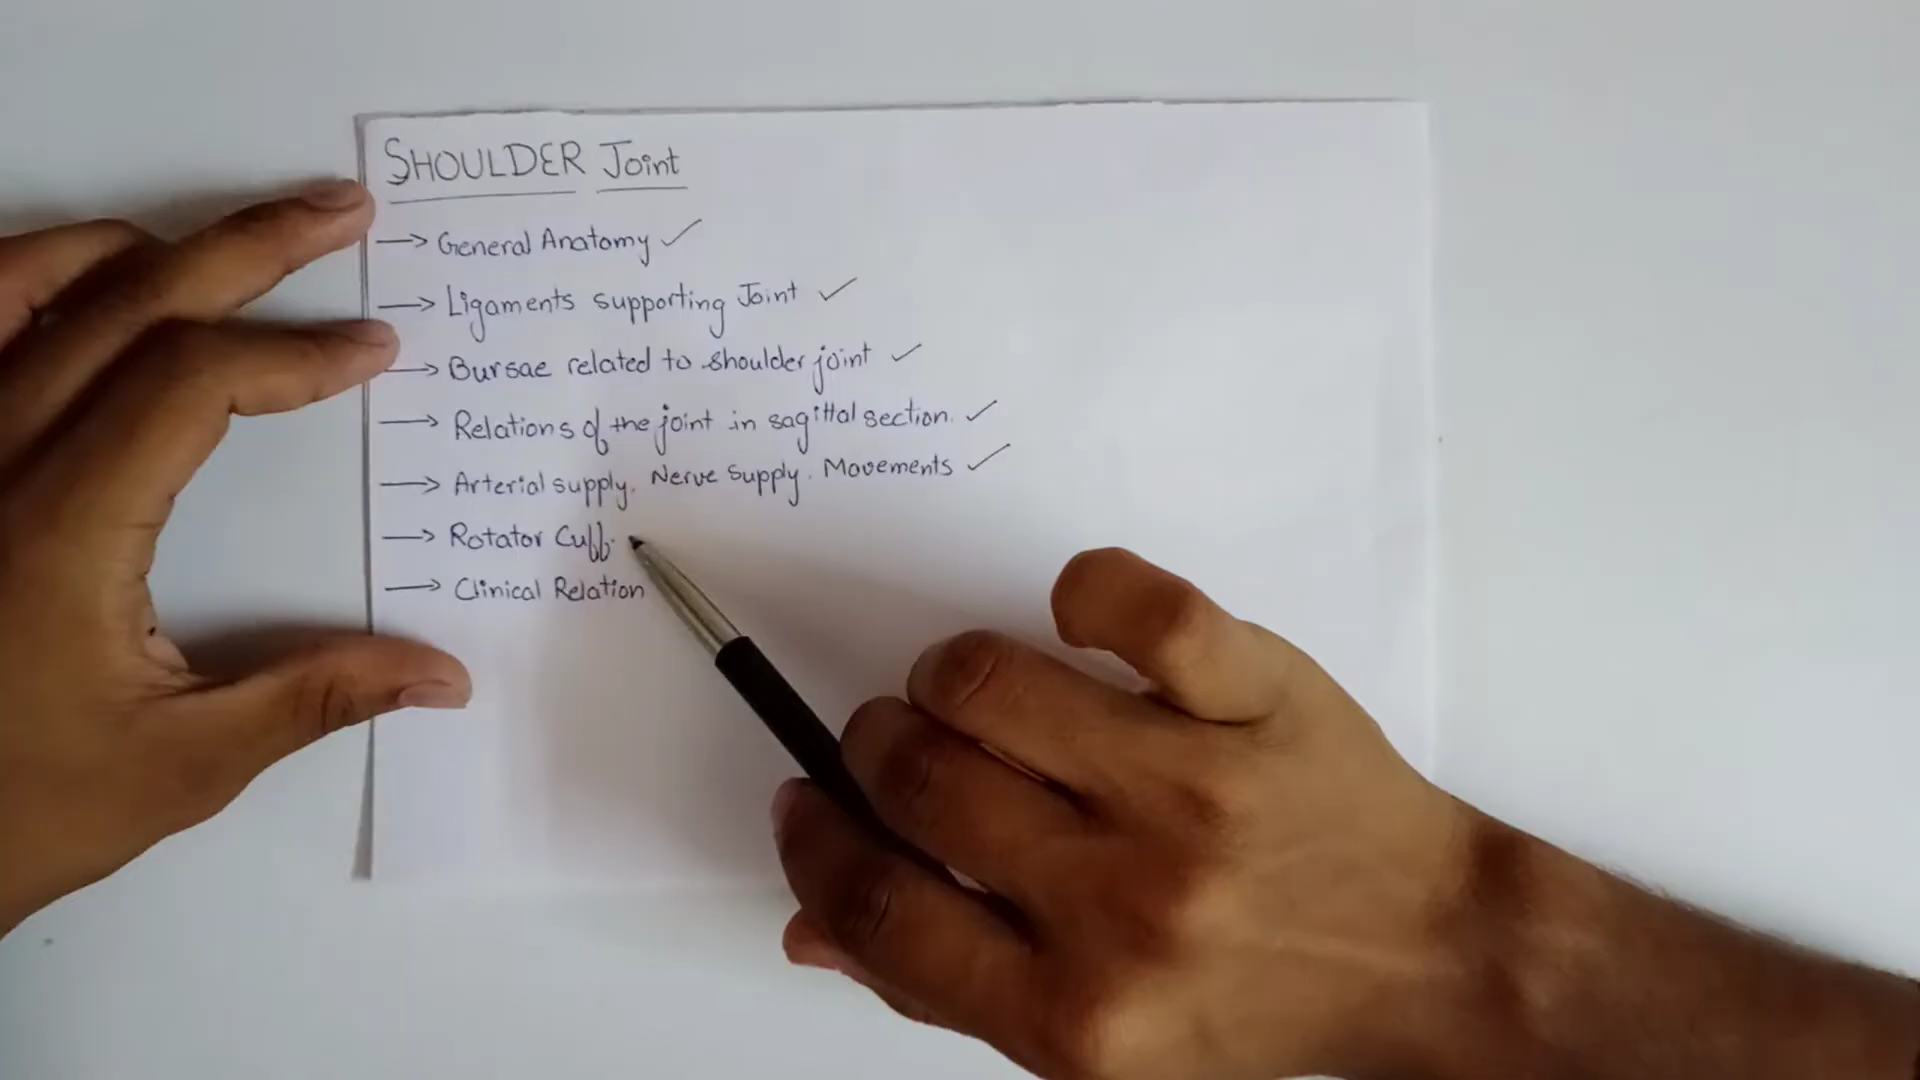 SHOULDER Joint
→ General Anatomy ✓
→ Ligaments supporting Joint ✓
→ Bursae related to shoulder joint ✓
→ Relations of the joint in sagittal section. ✓
→ Arterial supply. Nerve Supply. Movements ✓
→ Rotator Cuff.
→ Clinical Relation